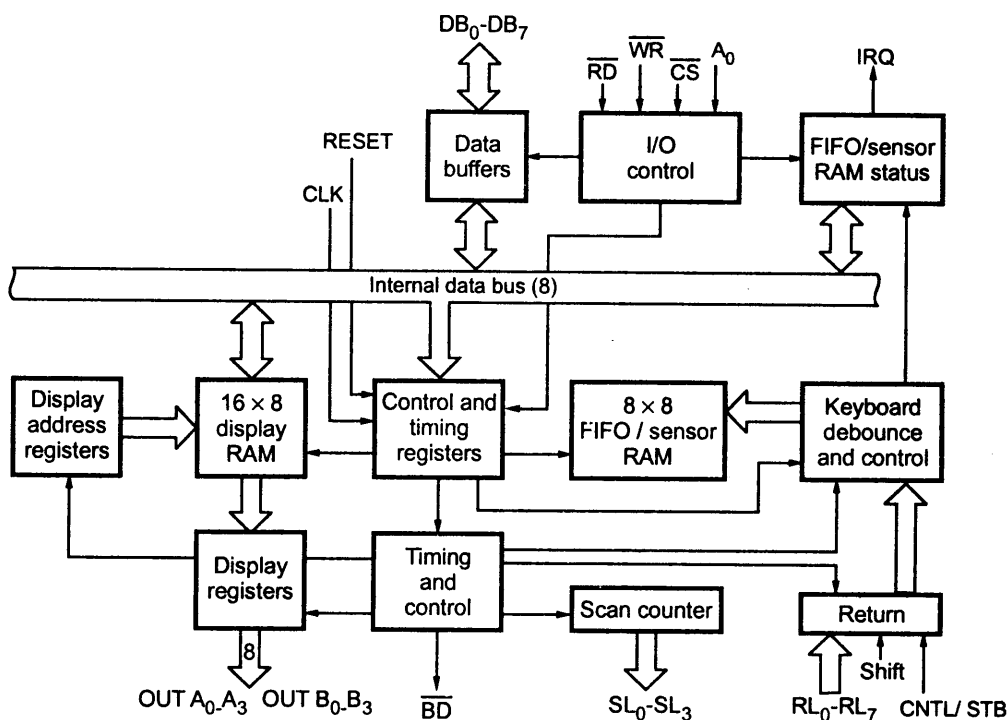 DB₀-DB₇
RD
WR
CS
A₀
IRQ
RESET
CLK
Data
buffers
I/O
control
FIFO/sensor
RAM status
Internal data bus (8)
Display
address
registers
16 × 8
display
RAM
Control and
timing
registers
8 × 8
FIFO / sensor
RAM
Keyboard
debounce
and control
Display
registers
Timing
and
control
Scan counter
Return
8
OUT A₀-A₃ OUT B₀-B₃
BD
SL₀-SL₃
RL₀-RL₇
Shift
CNTL/ STB